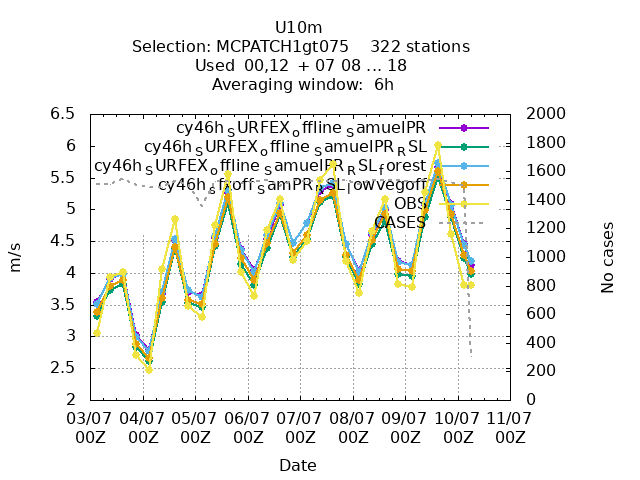 U10m
Selection: MCPATCH1gt075 322 stations
Used 00,12 + 07 08 ... 18
Averaging window: 6h
cy46h_SURFEX_offline_SamuelPR
cy46h_SURFEX_offline_SamuelPR_RSL
cy46h_SURFEX_offline_SamuelPR_RSL_forest
OBS
CASES
m/s
6.5
6
5.5
5
4.5
4
3.5
3
2.5
2
2000
1800
1600
1400
1200
1000
800
600
400
200
0
No cases
03/07 04/07 05/07 06/07 07/07 08/07 09/07 10/07 11/07
00Z 00Z 00Z 00Z 00Z 00Z 00Z 00Z 00Z
Date